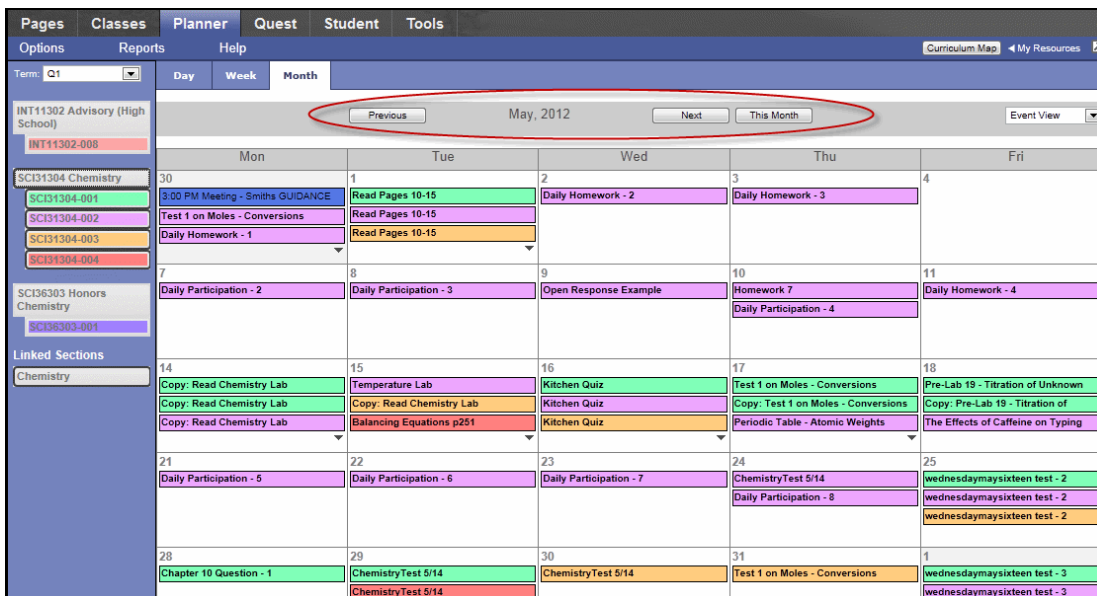 Pages Classes Planner Quest Student Tools
Options Reports Help Curriculum Map My Resources
Term: Q1 Day Week Month
INT11302 Advisory (High
School)
INT11302-008
Previous May, 2012 Next This Month Event View
Mon Tue Wed Thu Fri
SCI31304 Chemistry
SCI31304-001
SCI31304-002
SCI31304-003
SCI31304-004
SCI36303 Honors
Chemistry
SCI36303-001
Linked Sections
Chemistry
30 1 2 3 4
3:00 PM Meeting - Smiths GUIDANCE Read Pages 10-15 Daily Homework - 2 Daily Homework - 3
Test 1 on Moles - Conversions Read Pages 10-15
Daily Homework - 1 Read Pages 10-15
7 8 9 10 11
Daily Participation - 2 Daily Participation - 3 Open Response Example Homework 7 Daily Homework - 4
Daily Participation - 4
14 15 16 17 18
Copy: Read Chemistry Lab Temperature Lab Kitchen Quiz Test 1 on Moles - Conversions Pre-Lab 19 - Titration of Unknown
Copy: Read Chemistry Lab Copy: Read Chemistry Lab Kitchen Quiz Copy: Test 1 on Moles - Conversions Copy: Pre-Lab 19 - Titration of
Copy: Read Chemistry Lab Balancing Equations p251 Kitchen Quiz Periodic Table - Atomic Weights The Effects of Caffeine on Typing
21 22 23 24 25
Daily Participation - 5 Daily Participation - 6 Daily Participation - 7 ChemistryTest 5/14 wednesdaymaysixteen test - 2
Daily Participation - 8 wednesdaymaysixteen test - 2
wednesdaymaysixteen test - 2
28 29 30 31 1
Chapter 10 Question - 1 ChemistryTest 5/14 ChemistryTest 5/14 Test 1 on Moles - Conversions wednesdaymaysixteen test - 3
ChemistryTest 5/14 wednesdaymaysixteen test - 3